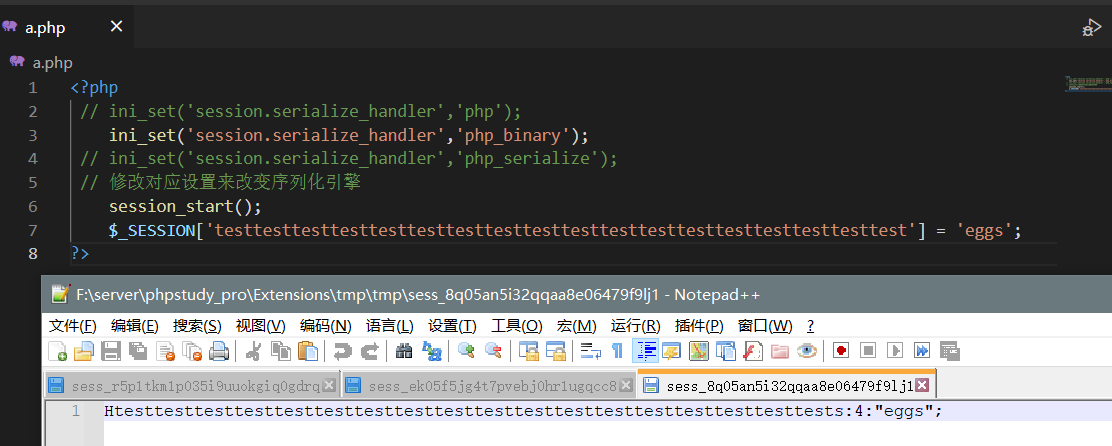 a.php
a.php
1 <?php
2 // ini_set('session.serialize_handler','php');
3 ini_set('session.serialize_handler','php_binary');
4 // ini_set('session.serialize_handler','php_serialize');
5 // 修改对应设置来改变序列化引擎
6 session_start();
7 $_SESSION['testtesttesttesttesttesttesttesttesttesttesttesttesttesttesttesttesttest'] = 'eggs';
8 ?>
F:\server\phpstudy_pro\Extensions\tmp\tmp\sess_8q05an5i32qqaa8e06479f9lj1 - Notepad++
文件(F) 编辑(E) 搜索(S) 视图(V) 编码(N) 语言(L) 设置(T) 工具(O) 宏(M) 运行(R) 插件(P) 窗口(W) ?
sess_r5p1tkm1p035i9uuokgiq0gdrq sess_ek05f5jg4t7pvebj0hr1ugqcc8 sess_8q05an5i32qqaa8e06479f9lj1
1 Htesttesttesttesttesttesttesttesttesttesttesttesttesttesttesttesttesttests:4:"eggs";